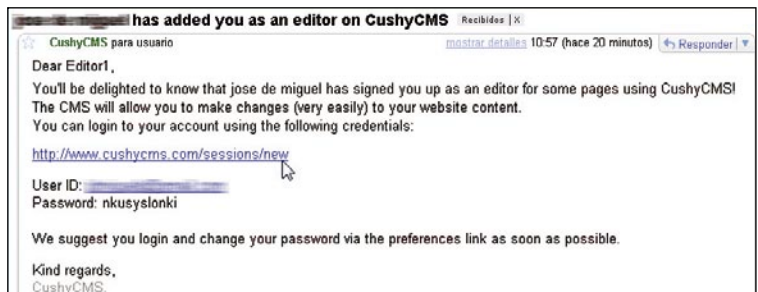 has added you as an editor on CushyCMS Recibidos | X
CushyCMS para usuario mostrar detalles 10:57 (hace 20 minutos) Responder
Dear Editor1,
You'll be delighted to know that jose de miguel has signed you up as an editor for some pages using CushyCMS!
The CMS will allow you to make changes (very easily) to your website content.
You can login to your account using the following credentials:
http://www.cushycms.com/sessions/new
User ID:
Password: nkusyslonki
We suggest you login and change your password via the preferences link as soon as possible.
Kind regards,
CushyCMS.